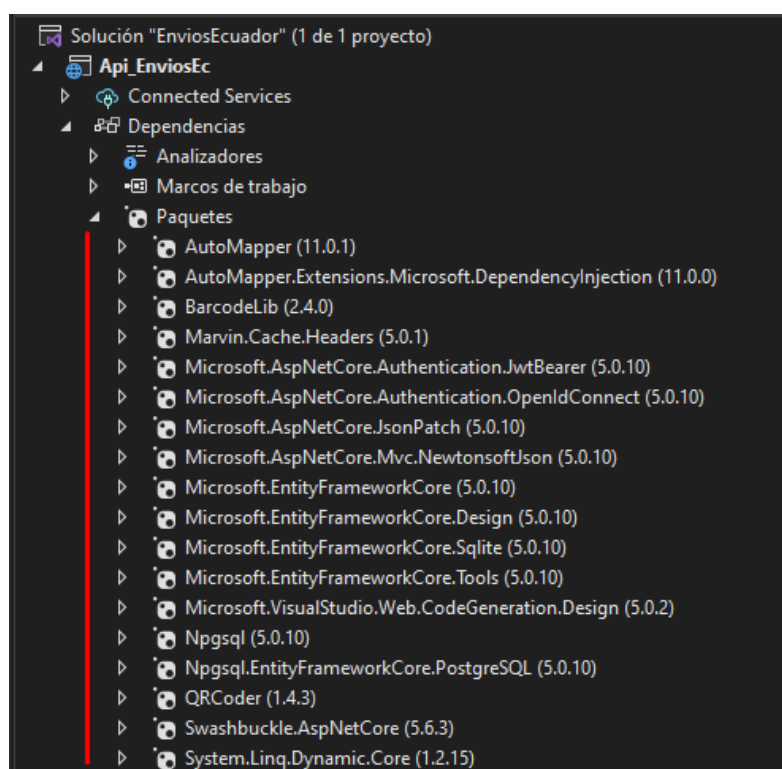 Solución "EnviosEcuador" (1 de 1 proyecto)
Api_EnviosEc
Connected Services
Dependencias
Analizadores
Marcos de trabajo
Paquetes
AutoMapper (11.0.1)
AutoMapper.Extensions.Microsoft.DependencyInjection (11.0.0)
BarcodeLib (2.4.0)
Marvin.Cache.Headers (5.0.1)
Microsoft.AspNetCore.Authentication.JwtBearer (5.0.10)
Microsoft.AspNetCore.Authentication.OpenIdConnect (5.0.10)
Microsoft.AspNetCore.JsonPatch (5.0.10)
Microsoft.AspNetCore.Mvc.NewtonsoftJson (5.0.10)
Microsoft.EntityFrameworkCore (5.0.10)
Microsoft.EntityFrameworkCore.Design (5.0.10)
Microsoft.EntityFrameworkCore.Sqlite (5.0.10)
Microsoft.EntityFrameworkCore.Tools (5.0.10)
Microsoft.VisualStudio.Web.CodeGeneration.Design (5.0.2)
Npgsql (5.0.10)
Npgsql.EntityFrameworkCore.PostgreSQL (5.0.10)
QRCoder (1.4.3)
Swashbuckle.AspNetCore (5.6.3)
System.Linq.Dynamic.Core (1.2.15)